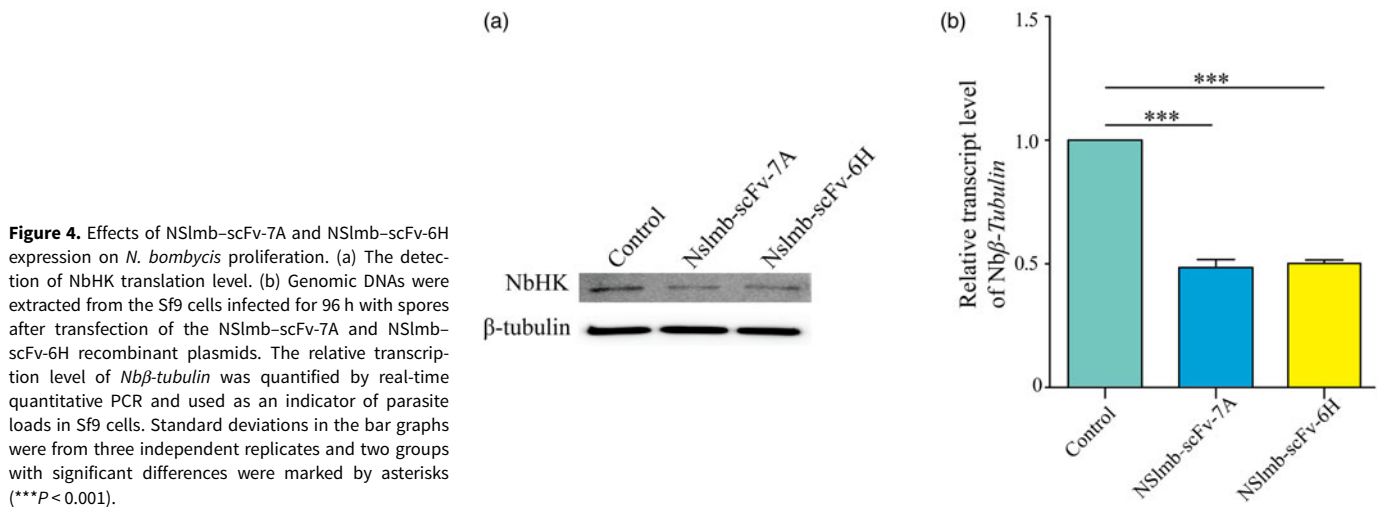 Figure 4. Effects of NSlmb–scFv-7A and NSlmb–scFv-6H
expression on N. bombycis proliferation. (a) The detec-
tion of NbHK translation level. (b) Genomic DNAs were
extracted from the Sf9 cells infected for 96 h with spores
after transfection of the NSlmb–scFv-7A and NSlmb–
scFv-6H recombinant plasmids. The relative transcrip-
tion level of Nbβ-tubulin was quantified by real-time
quantitative PCR and used as an indicator of parasite
loads in Sf9 cells. Standard deviations in the bar graphs
were from three independent replicates and two groups
with significant differences were marked by asterisks
(***P < 0.001).
(a)
Control
Nslmb-scFv-7A
Nslmb-scFv-6H
NbHK
β-tubulin
(b)
Relative transcript level
of Nbβ-Tubulin
1.5
1.0
0.5
0
***
***
Control
NSlmb-scFv-7A
NSlmb-scFv-6H